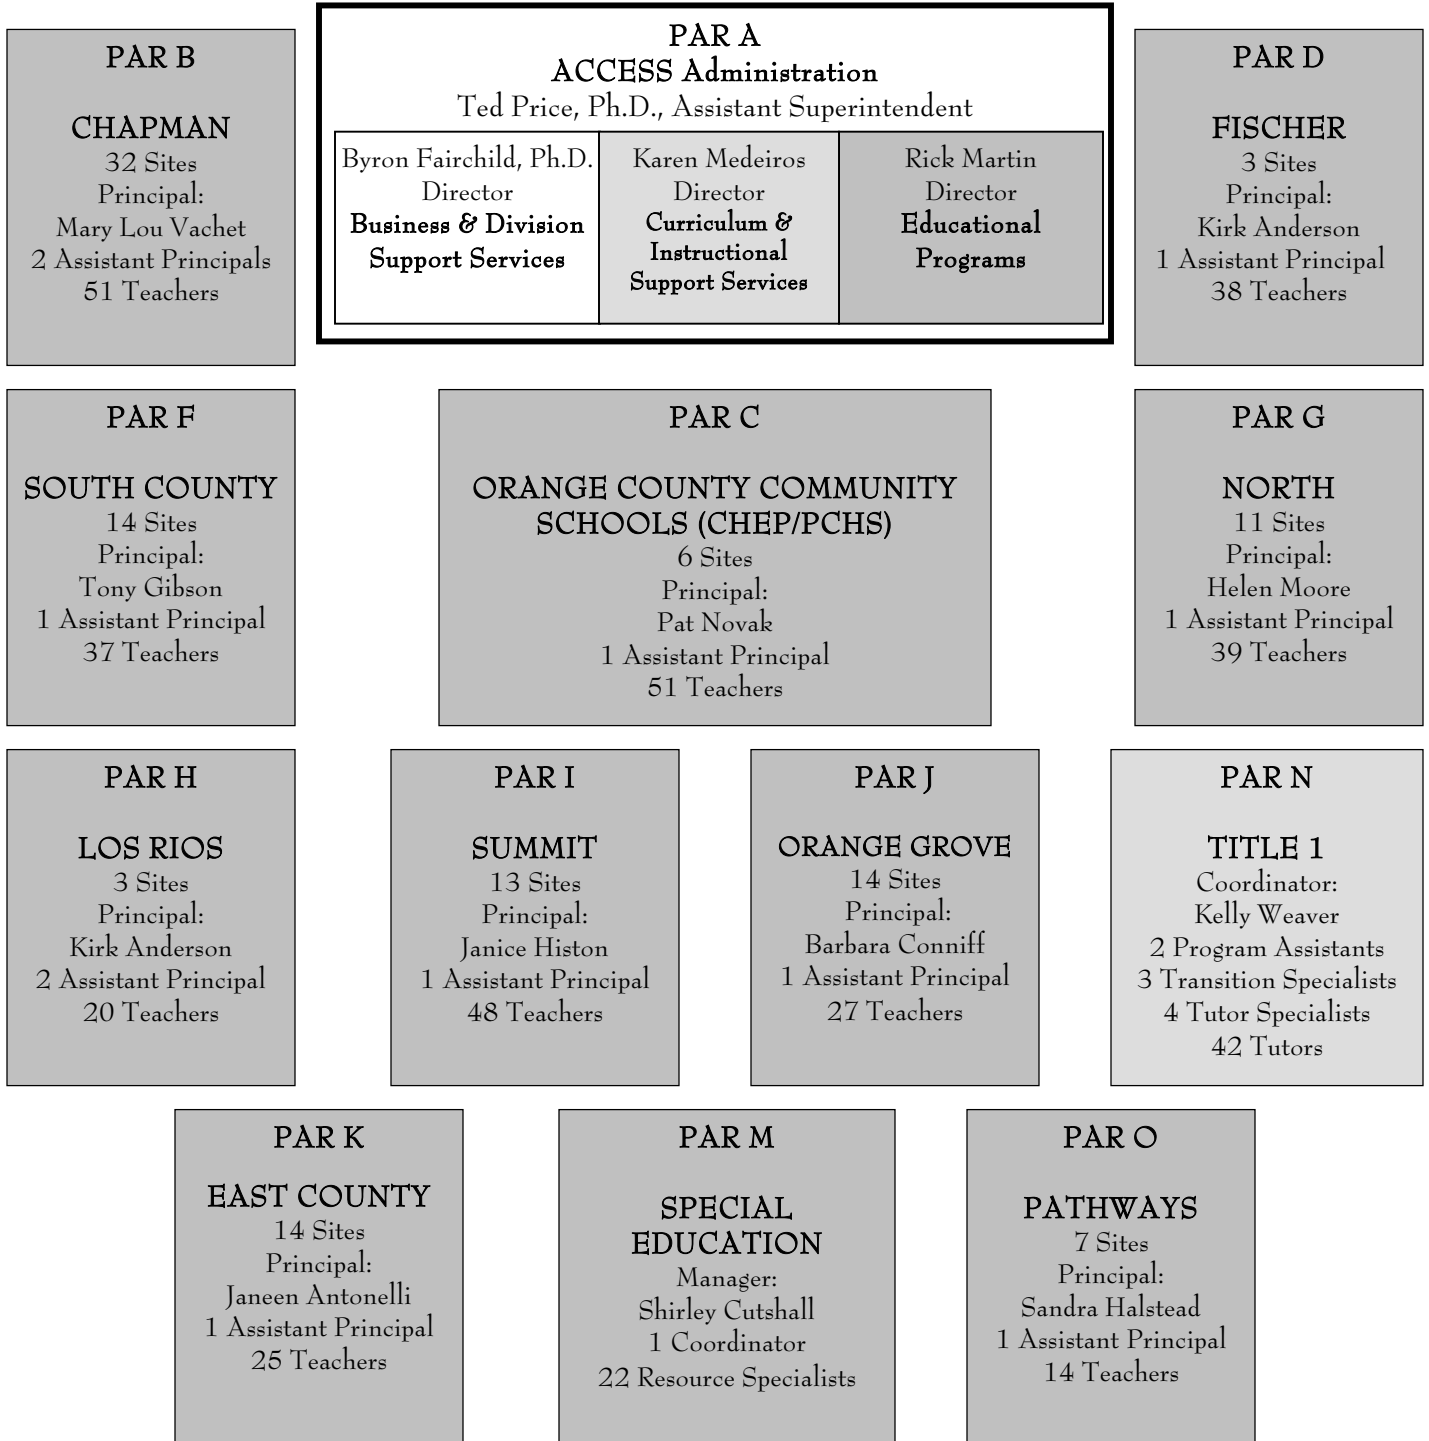 PAR B
CHAPMAN
32 Sites
Principal:
Mary Lou Vachet
2 Assistant Principals
51 Teachers
PAR A
ACCESS Administration
Ted Price, Ph.D., Assistant Superintendent
Byron Fairchild, Ph.D.
Director
Business & Division
Support Services
Karen Medeiros
Director
Curriculum &
Instructional
Support Services
Rick Martin
Director
Educational
Programs
PAR D
FISCHER
3 Sites
Principal:
Kirk Anderson
1 Assistant Principal
38 Teachers
PAR F
SOUTH COUNTY
14 Sites
Principal:
Tony Gibson
1 Assistant Principal
37 Teachers
PAR C
ORANGE COUNTY COMMUNITY
SCHOOLS (CHEP/PCHS)
6 Sites
Principal:
Pat Novak
1 Assistant Principal
51 Teachers
PAR G
NORTH
11 Sites
Principal:
Helen Moore
1 Assistant Principal
39 Teachers
PAR H
LOS RIOS
3 Sites
Principal:
Kirk Anderson
2 Assistant Principal
20 Teachers
PAR I
SUMMIT
13 Sites
Principal:
Janice Histon
1 Assistant Principal
48 Teachers
PAR J
ORANGE GROVE
14 Sites
Principal:
Barbara Conniff
1 Assistant Principal
27 Teachers
PAR N
TITLE 1
Coordinator:
Kelly Weaver
2 Program Assistants
3 Transition Specialists
4 Tutor Specialists
42 Tutors
PAR K
EAST COUNTY
14 Sites
Principal:
Janeen Antonelli
1 Assistant Principal
25 Teachers
PAR M
SPECIAL
EDUCATION
Manager:
Shirley Cutshall
1 Coordinator
22 Resource Specialists
PAR O
PATHWAYS
7 Sites
Principal:
Sandra Halstead
1 Assistant Principal
14 Teachers